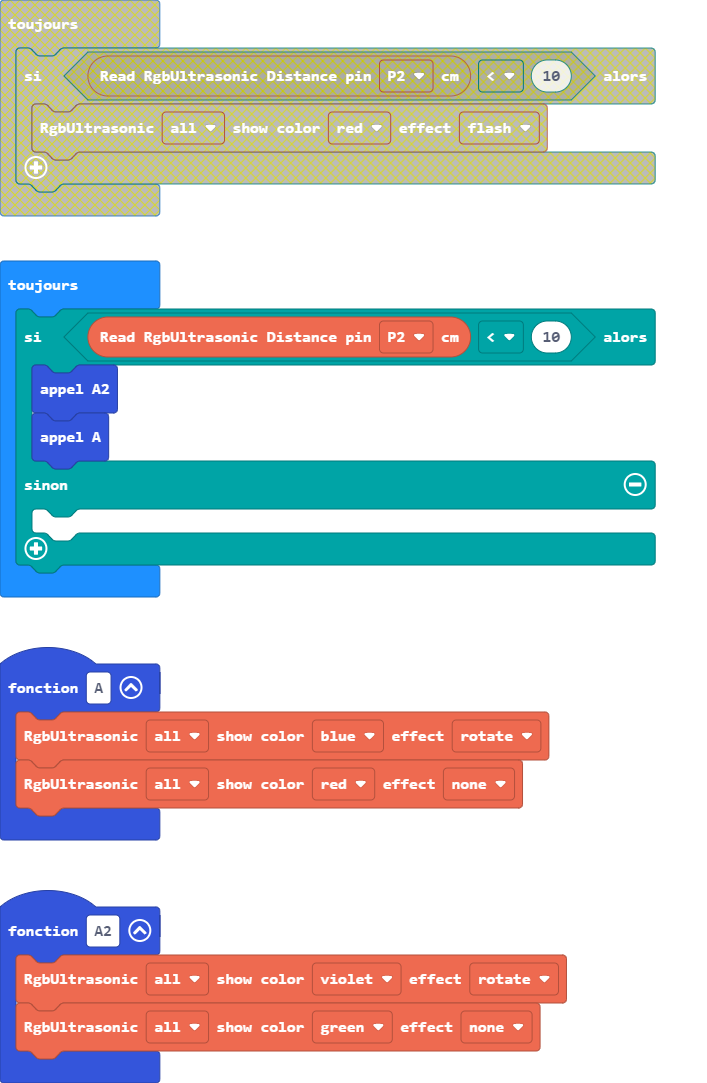 toujours
si Read RgbUltrasonic Distance pin P2 cm < 10 alors
RgbUltrasonic all show color red effect flash
toujours
si Read RgbUltrasonic Distance pin P2 cm < 10 alors
appel A2
appel A
sinon
fonction A
RgbUltrasonic all show color blue effect rotate
RgbUltrasonic all show color red effect none
fonction A2
RgbUltrasonic all show color violet effect rotate
RgbUltrasonic all show color green effect none